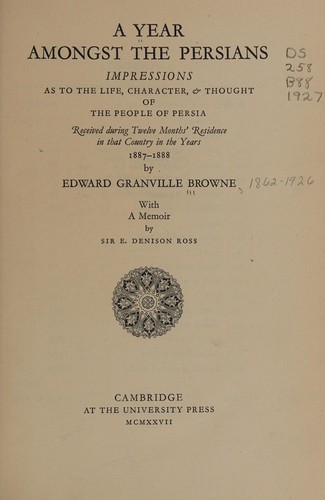 A YEAR
AMONGST THE PERSIANS
IMPRESSIONS
AS TO THE LIFE, CHARACTER, & THOUGHT
OF
THE PEOPLE OF PERSIA
Received during Twelve Months' Residence
in that Country in the Years
1887-1888
by
EDWARD GRANVILLE BROWNE, 1862-1926
With
A Memoir
by
SIR E. DENISON ROSS
CAMBRIDGE
AT THE UNIVERSITY PRESS
MCMXXVII
DS
258
B88
1927